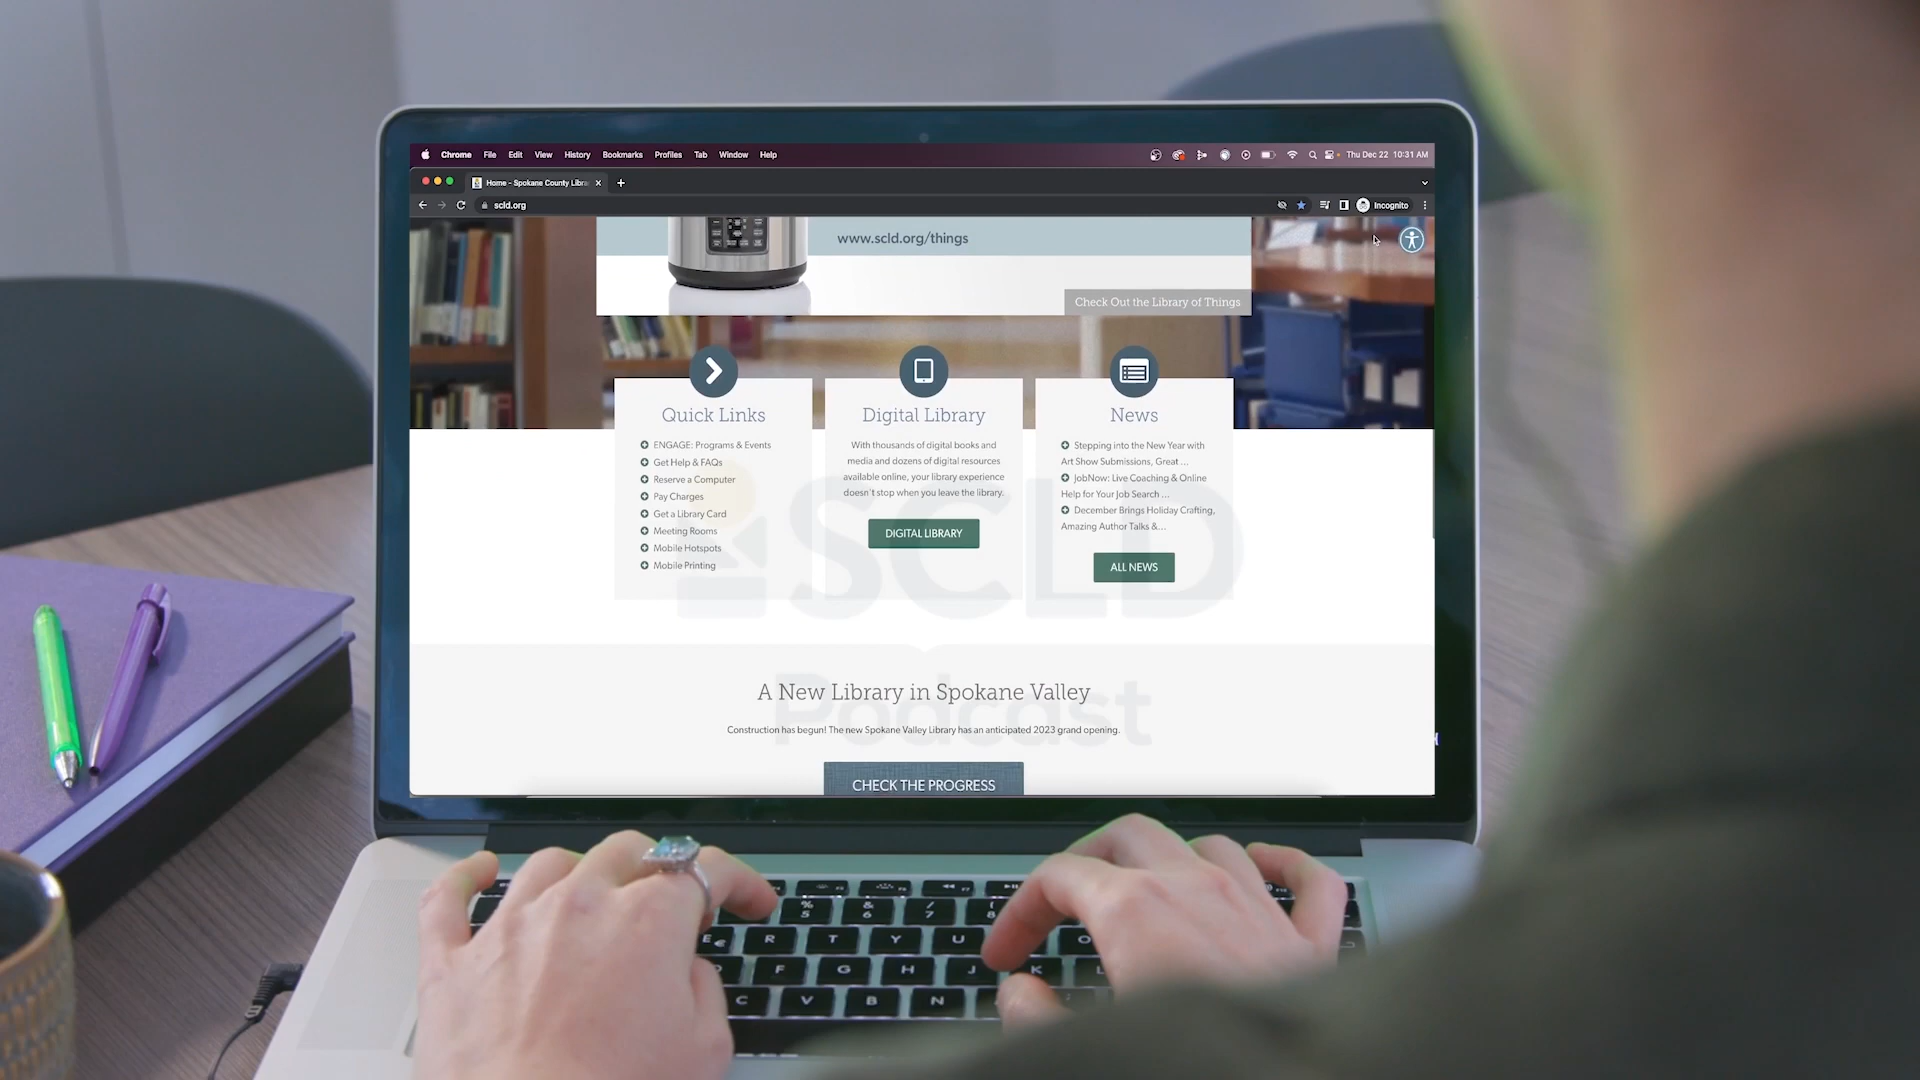 Chrome File Edit View History Bookmarks Profiles Tab Window Help Thu Dec 22 10:31 AM
Home - Spokane County Libra
scld.org Incognito
www.scld.org/things
Check Out the Library of Things
Quick Links
ENGAGE: Programs & Events
Get Help & FAQs
Reserve a Computer
Pay Charges
Get a Library Card
Meeting Rooms
Mobile Hotspots
Mobile Printing
Digital Library
With thousands of digital books and
media and dozens of digital resources
available online, your library experience
doesn't stop when you leave the library.
DIGITAL LIBRARY
News
Stepping into the New Year with
Art Show Submissions, Great ...
JobNow: Live Coaching & Online
Help for Your Job Search ...
December Brings Holiday Crafting,
Amazing Author Talks &...
ALL NEWS
SCLD
Podcast
A New Library in Spokane Valley
Construction has begun! The new Spokane Valley Library has an anticipated 2023 grand opening.
CHECK THE PROGRESS
% 5 & 6 / 7 ( 8
E € R T Y U O
F G H J K L
C V B N